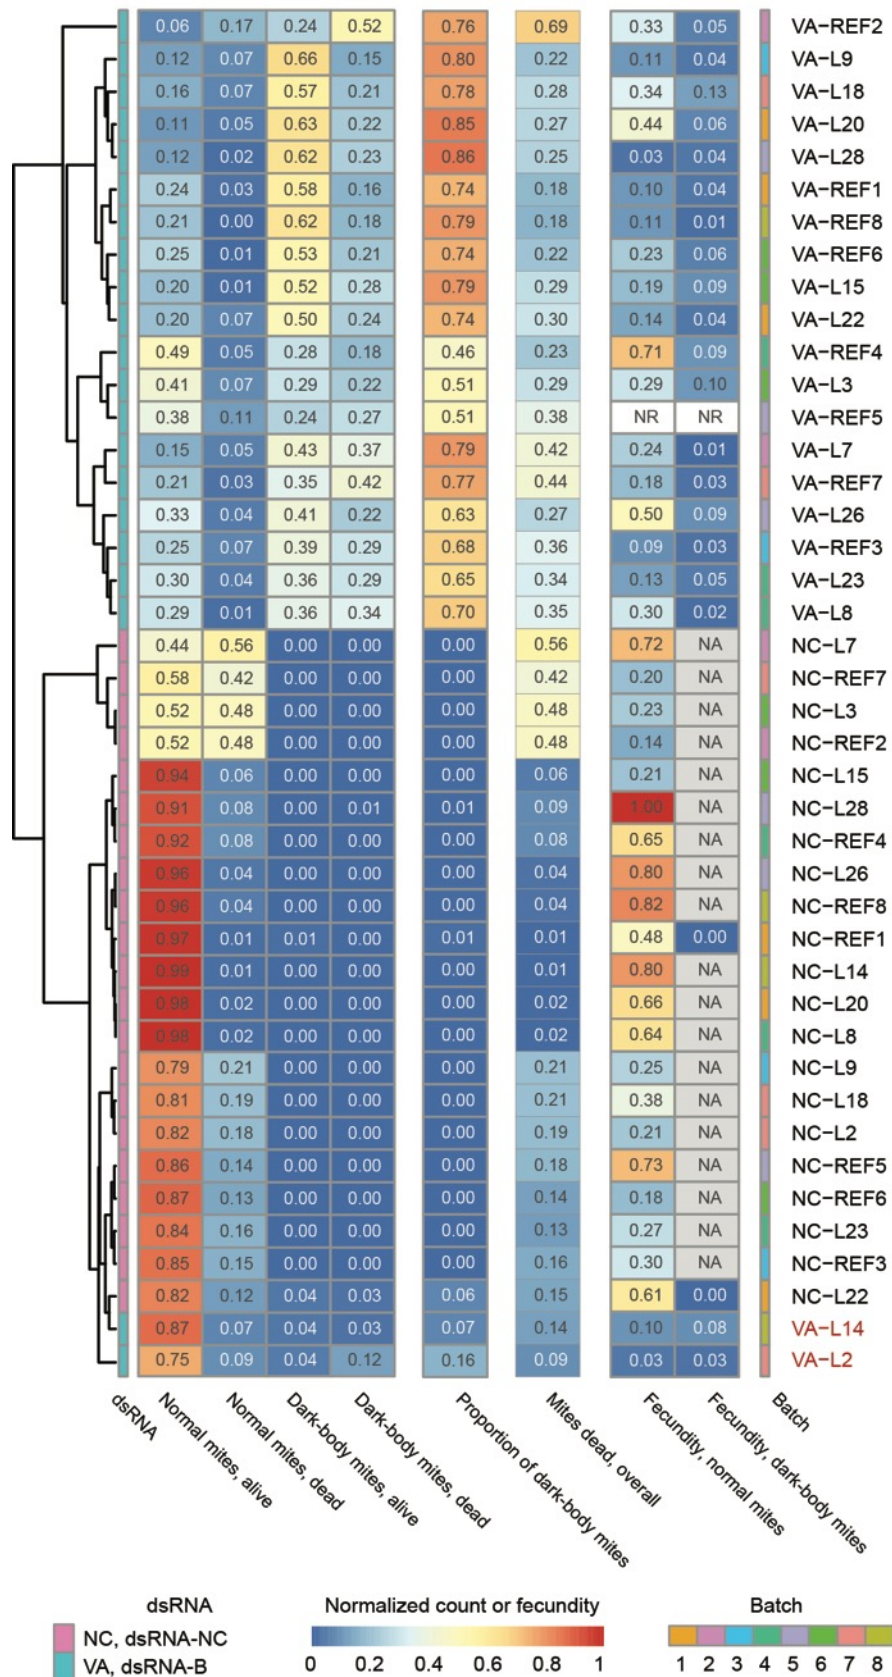 0.06 0.17 0.24 0.52 0.76 0.69 0.33 0.05 VA−REF2
0.12 0.07 0.66 0.15 0.80 0.22 0.11 0.04 VA−L9
0.16 0.07 0.57 0.21 0.78 0.28 0.34 0.13 VA−L18
0.11 0.05 0.63 0.22 0.85 0.27 0.44 0.06 VA−L20
0.12 0.02 0.62 0.23 0.86 0.25 0.03 0.04 VA−L28
0.24 0.03 0.58 0.16 0.74 0.18 0.10 0.04 VA−REF1
0.21 0.00 0.62 0.18 0.79 0.18 0.11 0.01 VA−REF8
0.25 0.01 0.53 0.21 0.74 0.22 0.23 0.06 VA−REF6
0.20 0.01 0.52 0.28 0.79 0.29 0.19 0.09 VA−L15
0.20 0.07 0.50 0.24 0.74 0.30 0.14 0.04 VA−L22
0.49 0.05 0.28 0.18 0.46 0.23 0.71 0.09 VA−REF4
0.41 0.07 0.29 0.22 0.51 0.29 0.29 0.10 VA−L3
0.38 0.11 0.24 0.27 0.51 0.38 NR NR VA−REF5
0.15 0.05 0.43 0.37 0.79 0.42 0.24 0.01 VA−L7
0.21 0.03 0.35 0.42 0.77 0.44 0.18 0.03 VA−REF7
0.33 0.04 0.41 0.22 0.63 0.27 0.50 0.09 VA−L26
0.25 0.07 0.39 0.29 0.68 0.36 0.09 0.03 VA−REF3
0.30 0.04 0.36 0.29 0.65 0.34 0.13 0.05 VA−L23
0.29 0.01 0.36 0.34 0.70 0.35 0.30 0.02 VA−L8
0.44 0.56 0.00 0.00 0.00 0.56 0.72 NA NC−L7
0.58 0.42 0.00 0.00 0.00 0.42 0.20 NA NC−REF7
0.52 0.48 0.00 0.00 0.00 0.48 0.23 NA NC−L3
0.52 0.48 0.00 0.00 0.00 0.48 0.14 NA NC−REF2
0.94 0.06 0.00 0.00 0.00 0.06 0.21 NA NC−L15
0.91 0.08 0.00 0.01 0.01 0.09 1.00 NA NC−L28
0.92 0.08 0.00 0.00 0.00 0.08 0.65 NA NC−REF4
0.96 0.04 0.00 0.00 0.00 0.04 0.80 NA NC−L26
0.96 0.04 0.00 0.00 0.00 0.04 0.82 NA NC−REF8
0.97 0.01 0.01 0.00 0.01 0.01 0.48 0.00 NC−REF1
0.99 0.01 0.00 0.00 0.00 0.01 0.80 NA NC−L14
0.98 0.02 0.00 0.00 0.00 0.02 0.66 NA NC−L20
0.98 0.02 0.00 0.00 0.00 0.02 0.64 NA NC−L8
0.79 0.21 0.00 0.00 0.00 0.21 0.25 NA NC−L9
0.81 0.19 0.00 0.00 0.00 0.21 0.38 NA NC−L18
0.82 0.18 0.00 0.00 0.00 0.19 0.21 NA NC−L2
0.86 0.14 0.00 0.00 0.00 0.18 0.73 NA NC−REF5
0.87 0.13 0.00 0.00 0.00 0.14 0.18 NA NC−REF6
0.84 0.16 0.00 0.00 0.00 0.13 0.27 NA NC−L23
0.85 0.15 0.00 0.00 0.00 0.16 0.30 NA NC−REF3
0.82 0.12 0.04 0.03 0.06 0.15 0.61 0.00 NC−L22
0.87 0.07 0.04 0.03 0.07 0.14 0.10 0.08 VA−L14
0.75 0.09 0.04 0.12 0.16 0.09 0.03 0.03 VA−L2
dsRNA
Normal mites, alive
Normal mites, dead
Dark-body mites, alive
Dark-body mites, dead
Proportion of dark-body mites
Mites dead, overall
Fecundity, normal mites
Fecundity, dark-body mites
Batch
dsRNA
NC, dsRNA-NC
VA, dsRNA-B
Normalized count or fecundity
0 0.2 0.4 0.6 0.8 1
Batch
1 2 3 4 5 6 7 8